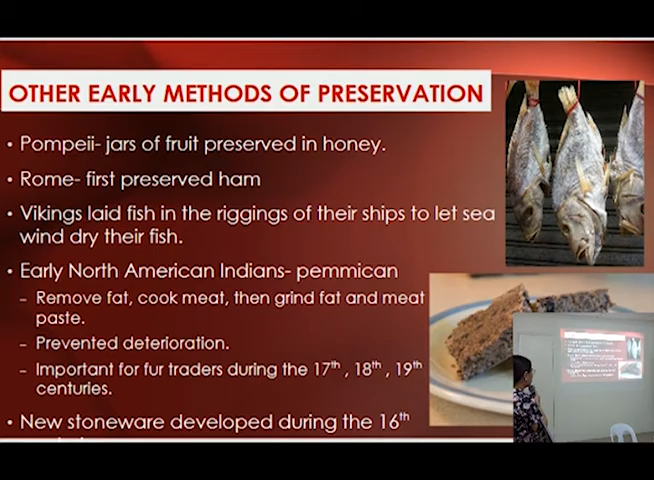 OTHER EARLY METHODS OF PRESERVATION
• Pompeii- jars of fruit preserved in honey.
• Rome- first preserved ham
• Vikings laid fish in the riggings of their ships to let sea
wind dry their fish.
• Early North American Indians- pemmican
– Remove fat, cook meat, then grind fat and meat
paste.
– Prevented deterioration.
– Important for fur traders during the 17th , 18th , 19th
centuries.
• New stoneware developed during the 16th